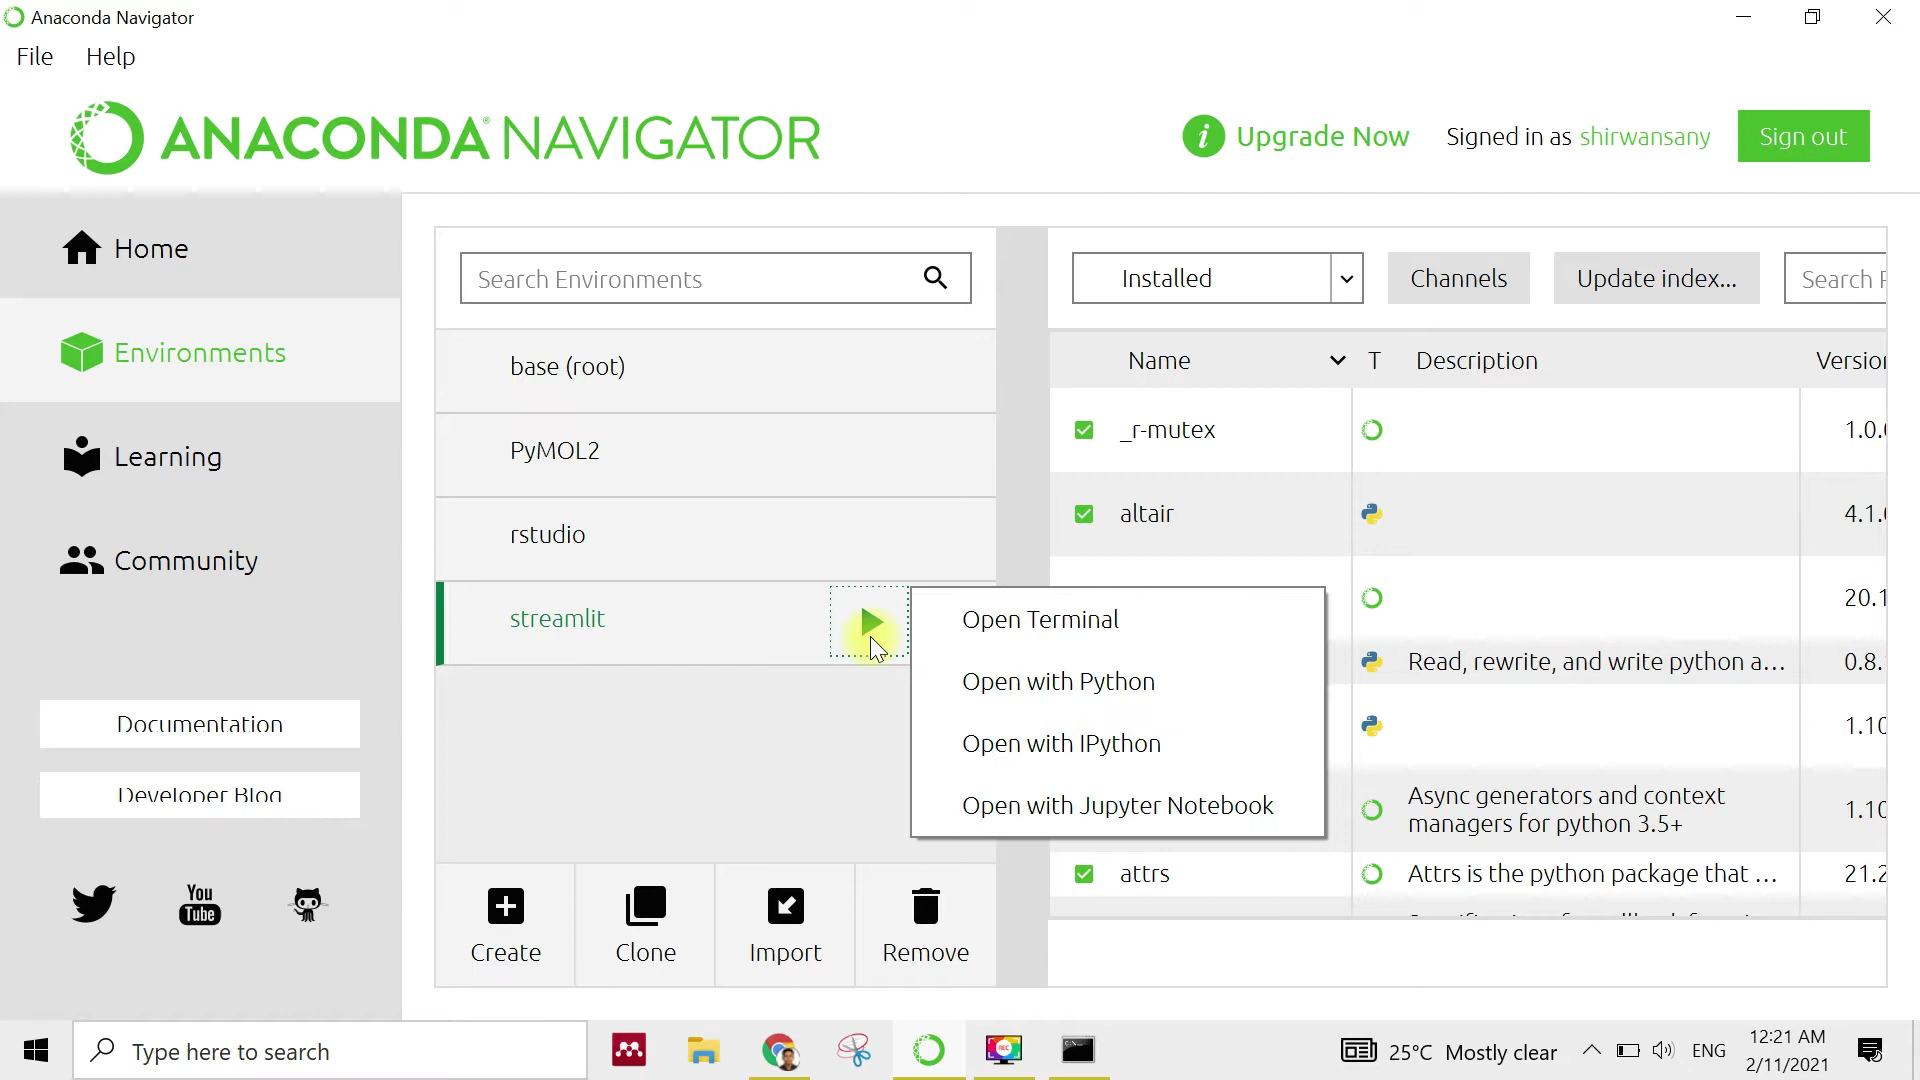 Anaconda Navigator
File Help
ANACONDA NAVIGATOR
i Upgrade Now Signed in as shirwansany Sign out
Home
Environments
Learning
Community
Documentation
Developer Blog
You
Tube
Search Environments
base (root)
PyMOL2
rstudio
streamlit
Create Clone Import Remove
Open Terminal
Open with Python
Open with IPython
Open with Jupyter Notebook
Installed Channels Update index... Search
Name T Description Version
_r-mutex 1.0.
altair 4.1.
20.1
Read, rewrite, and write python a... 0.8.
1.10
Async generators and context
managers for python 3.5+ 1.10
attrs Attrs is the python package that ... 21.2
Type here to search
REC
25°C Mostly clear ENG
12:21 AM
2/11/2021